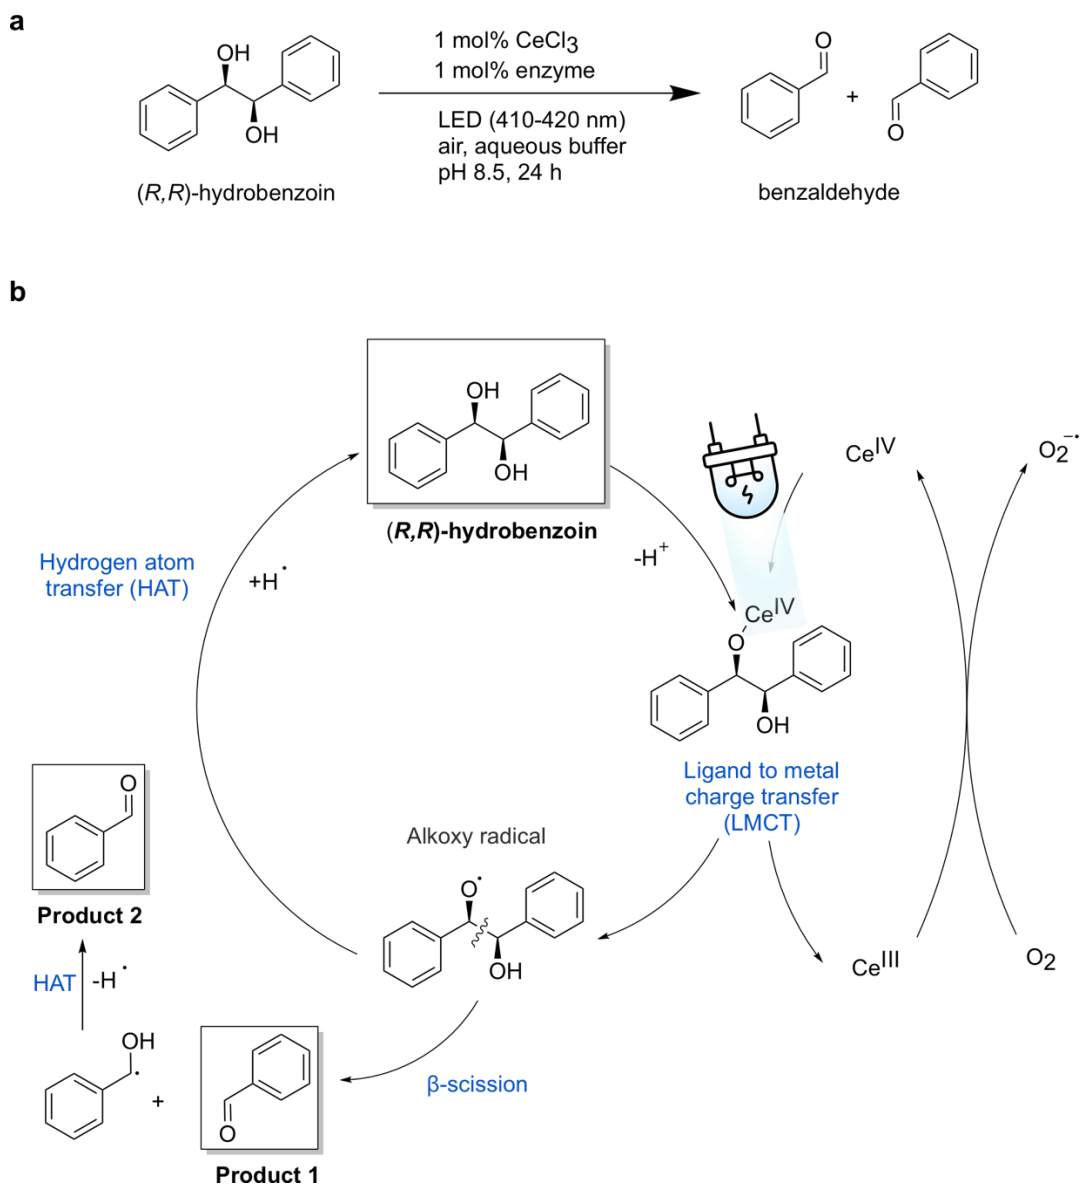 a
OH
OH
1 mol% CeCl3
1 mol% enzyme
LED (410-420 nm)
air, aqueous buffer
pH 8.5, 24 h
O
+
O
(R,R)-hydrobenzoin
benzaldehyde
b
OH
OH
(R,R)-hydrobenzoin
CeIV
O2−·
Hydrogen atom
transfer (HAT)
+H·
-H+
CeIV
O
OH
Ligand to metal
charge transfer
(LMCT)
O
Product 2
Alkoxy radical
O·
OH
CeIII
O2
HAT
-H·
OH
·
+
O
Product 1
β-scission